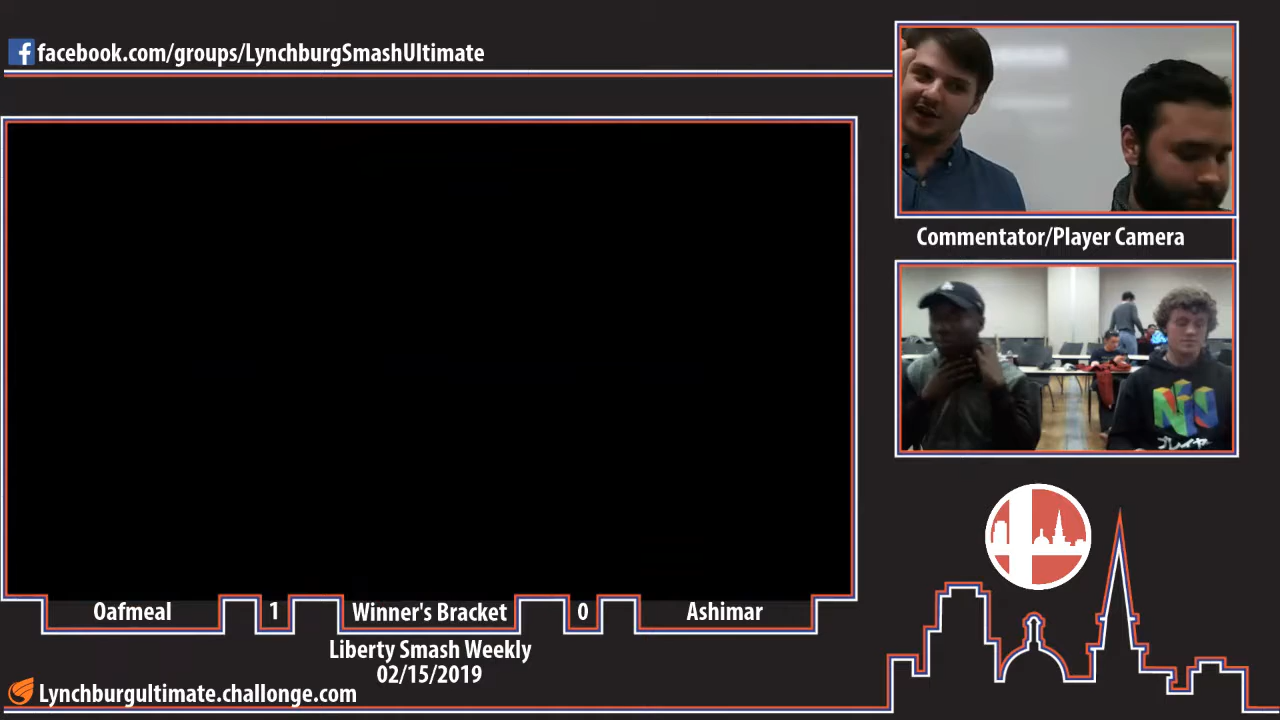 facebook.com/groups/LynchburgSmashUltimate
Commentator/Player Camera
Oafmeal
1
Winner's Bracket
0
Ashimar
Liberty Smash Weekly
02/15/2019
Lynchburgultimate.challonge.com